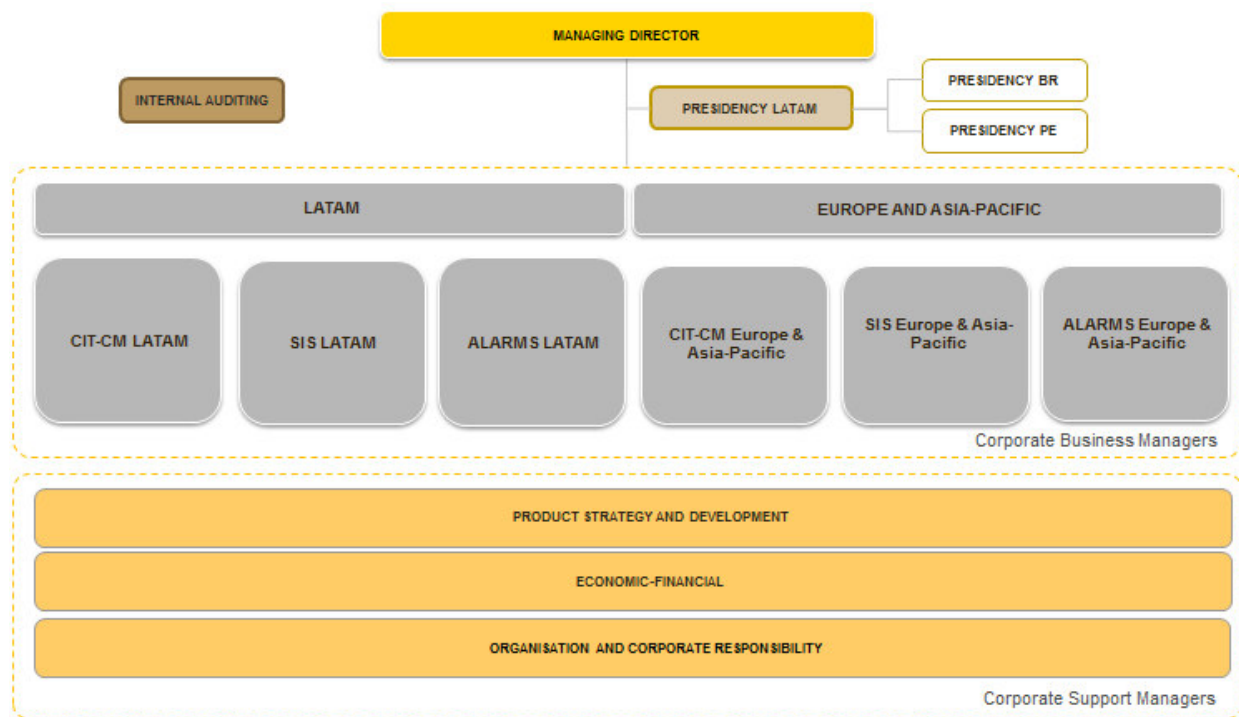 MANAGING DIRECTOR
INTERNAL AUDITING
PRESIDENCY LATAM
PRESIDENCY BR
PRESIDENCY PE
LATAM
EUROPE AND ASIA-PACIFIC
CIT-CM LATAM
SIS LATAM
ALARMS LATAM
CIT-CM Europe &
Asia-Pacific
SIS Europe & Asia-
Pacific
ALARMS Europe &
Asia-Pacific
Corporate Business Managers
PRODUCT STRATEGY AND DEVELOPMENT
ECONOMIC-FINANCIAL
ORGANISATION AND CORPORATE RESPONSIBILITY
Corporate Support Managers